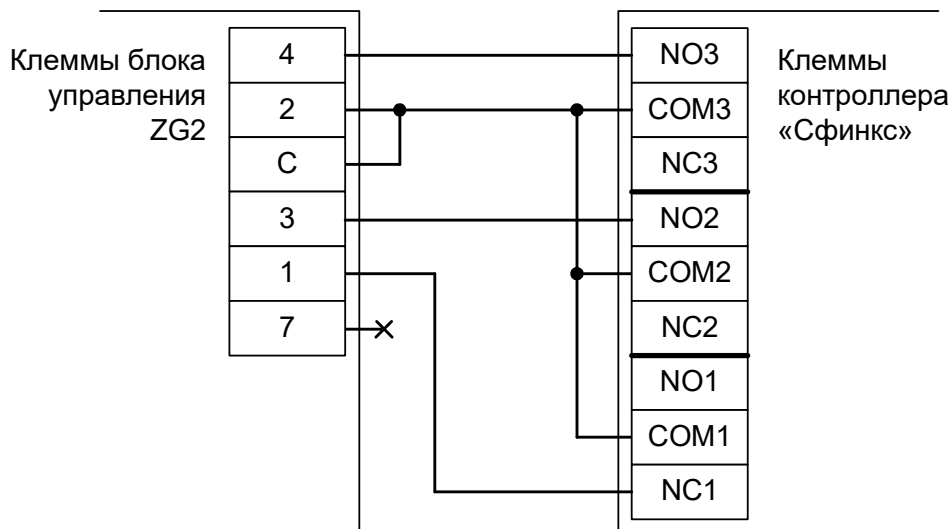 Клеммы блока
управления
ZG2
4
2
C
3
1
7
NO3
COM3
NC3
NO2
COM2
NC2
NO1
COM1
NC1
Клеммы
контроллера
«Сфинкс»